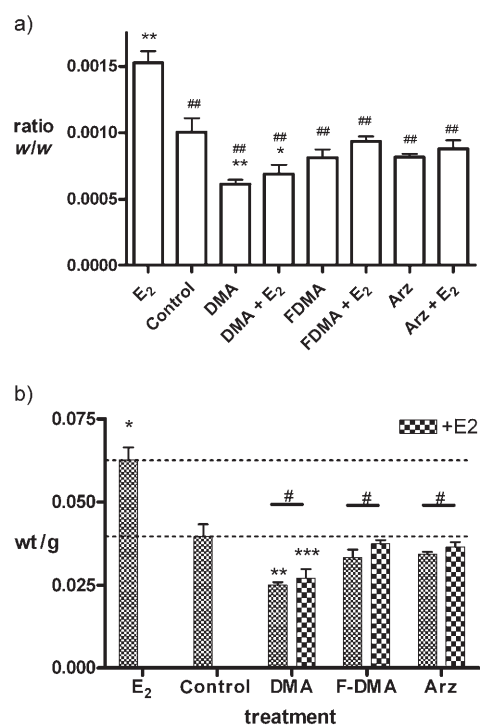 a)
**
0.0015
##
ratio
w/w
0.0010
##
**
##
*
##
##
##
##
0.0005
0.0000
E2
Control
DMA
DMA + E2
FDMA
FDMA + E2
Arz
Arz + E2
b)
0.075
+E2
*
0.050
#
#
#
wt/g
***
**
0.025
0.000
E2
Control
DMA
F-DMA
Arz
treatment